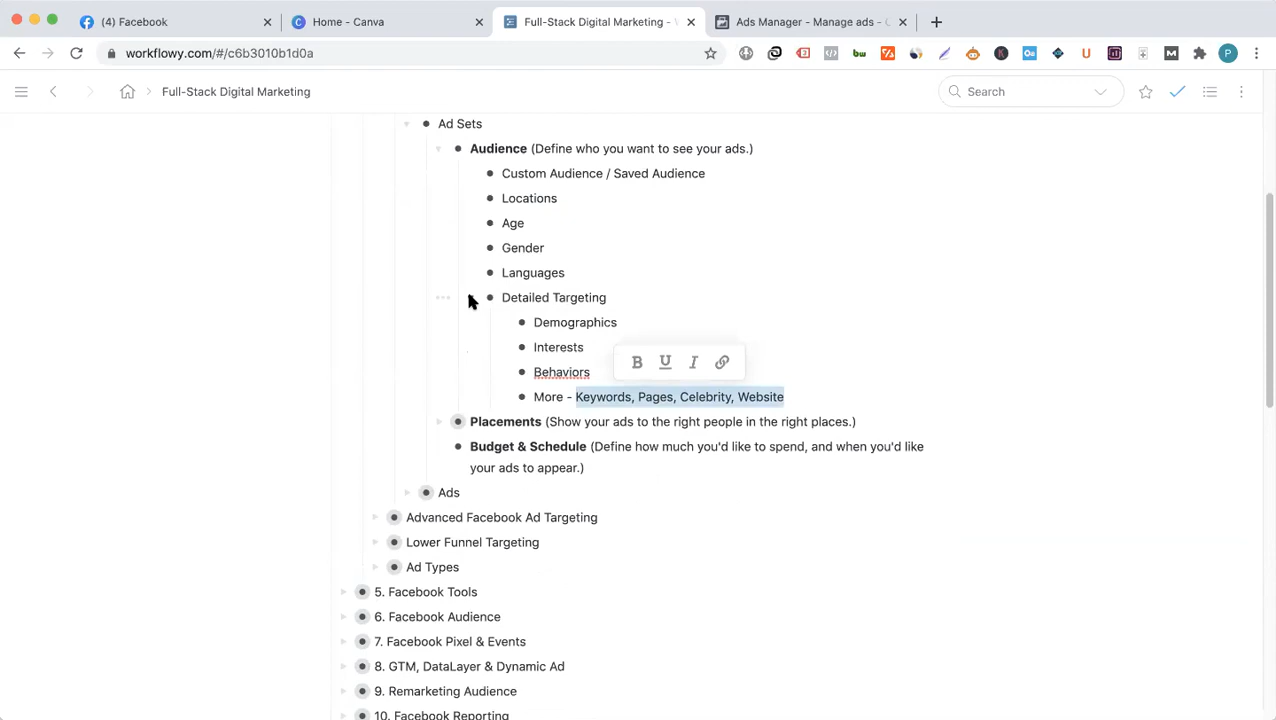 (4) Facebook
Home - Canva
Full-Stack Digital Marketing -
Ads Manager - Manage ads -
workflowy.com/#/c6b3010b1d0a
Full-Stack Digital Marketing
Search
Ad Sets
Audience (Define who you want to see your ads.)
Custom Audience / Saved Audience
Locations
Age
Gender
Languages
Detailed Targeting
Demographics
Interests
B U I
Behaviors
More - Keywords, Pages, Celebrity, Website
Placements (Show your ads to the right people in the right places.)
Budget & Schedule (Define how much you'd like to spend, and when you'd like
your ads to appear.)
Ads
Advanced Facebook Ad Targeting
Lower Funnel Targeting
Ad Types
5. Facebook Tools
6. Facebook Audience
7. Facebook Pixel & Events
8. GTM, DataLayer & Dynamic Ad
9. Remarketing Audience
10. Facebook Reporting